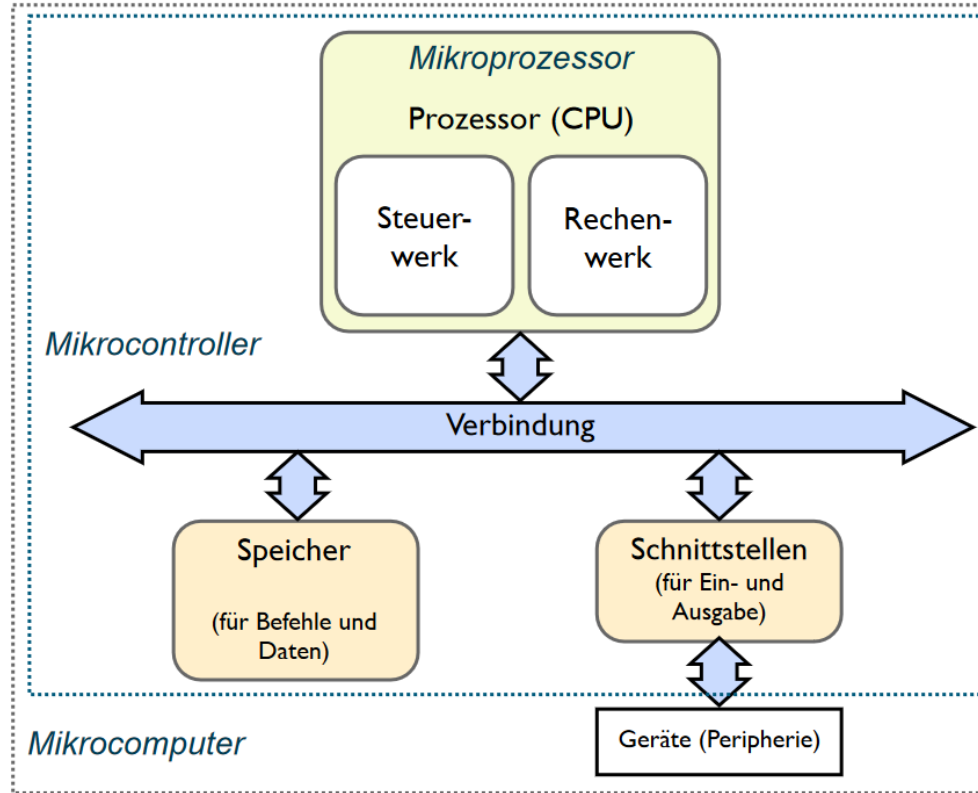 Mikroprozessor
Prozessor (CPU)
Steuer-
werk
Rechen-
werk
Mikrocontroller
Verbindung
Speicher
(für Befehle und
Daten)
Schnittstellen
(für Ein- und
Ausgabe)
Mikrocomputer
Geräte (Peripherie)